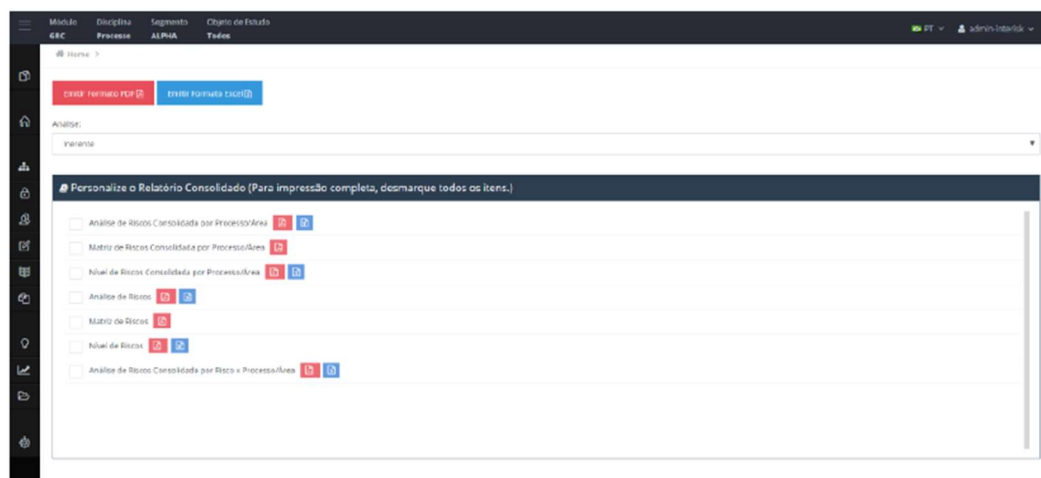 Módulo Disciplina Segmento Objeto de Estudo
GRC Processo ALPHA Todos
PT admin-interisk
Home >
Emitir Formato PDF Emitir Formato Excel
Análise:
Inerente
Personalize o Relatório Consolidado (Para impressão completa, desmarque todos os itens.)
Análise de Riscos Consolidada por Processo/Área
Matriz de Riscos Consolidada por Processo/Área
Nível de Riscos Consolidada por Processo/Área
Análise de Riscos
Matriz de Riscos
Nível de Riscos
Análise de Riscos Consolidada por Risco x Processo/Área